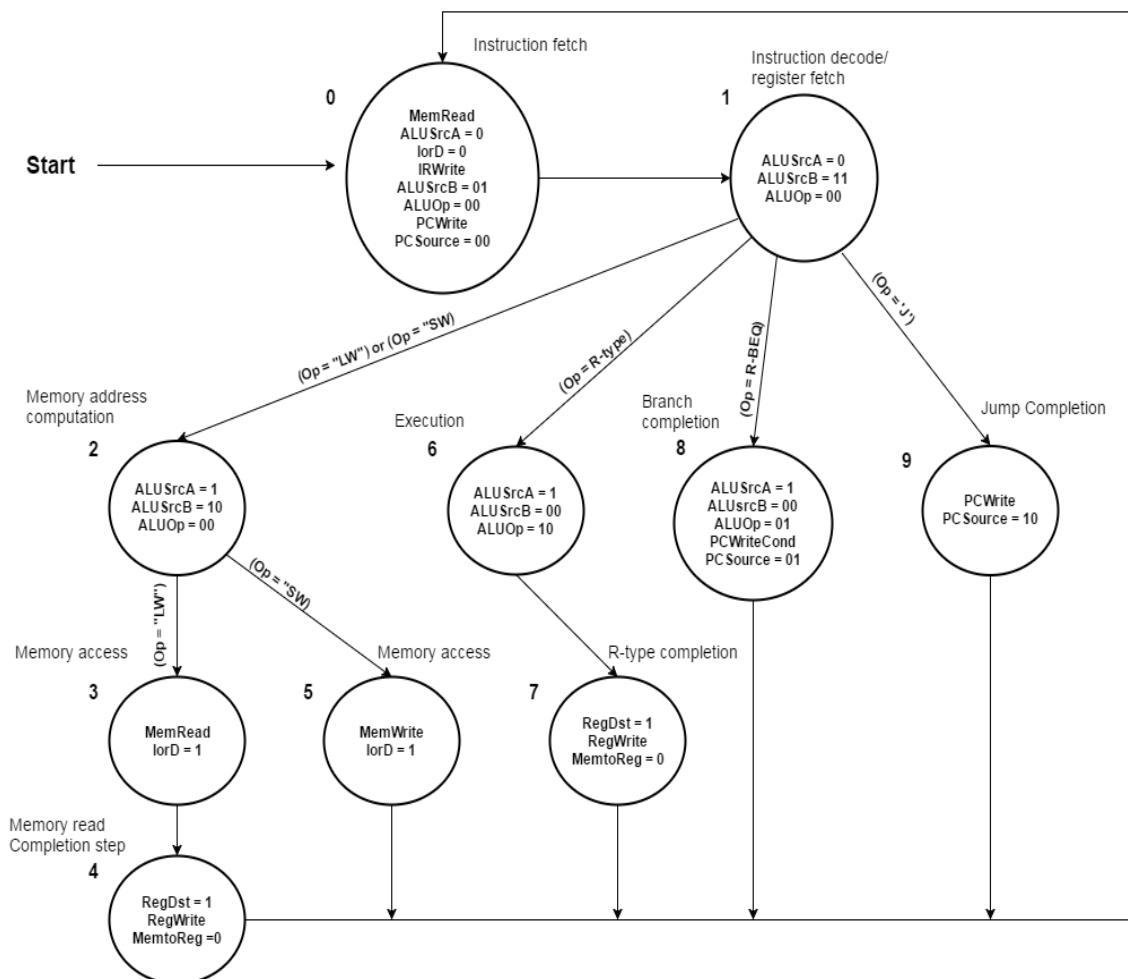 Instruction fetch
0
MemRead
ALUSrcA = 0
IorD = 0
IRWrite
ALUSrcB = 01
ALUOp = 00
PCWrite
PCSource = 00
Instruction decode/
register fetch
1
ALUSrcA = 0
ALUSrcB = 11
ALUOp = 00
Start
(Op = "LW") or (Op = "SW)
(Op = R-type)
(Op = R-BEQ)
(Op = 'J')
Memory address
computation
2
ALUSrcA = 1
ALUSrcB = 10
ALUOp = 00
Execution
6
ALUSrcA = 1
ALUSrcB = 00
ALUOp = 10
Branch
completion
8
ALUSrcA = 1
ALUsrcB = 00
ALUOp = 01
PCWriteCond
PCSource = 01
Jump Completion
9
PCWrite
PCSource = 10
(Op = "LW")
(Op = "SW)
Memory access
3
MemRead
IorD = 1
Memory access
5
MemWrite
IorD = 1
R-type completion
7
RegDst = 1
RegWrite
MemtoReg = 0
Memory read
Completion step
4
RegDst = 1
RegWrite
MemtoReg =0